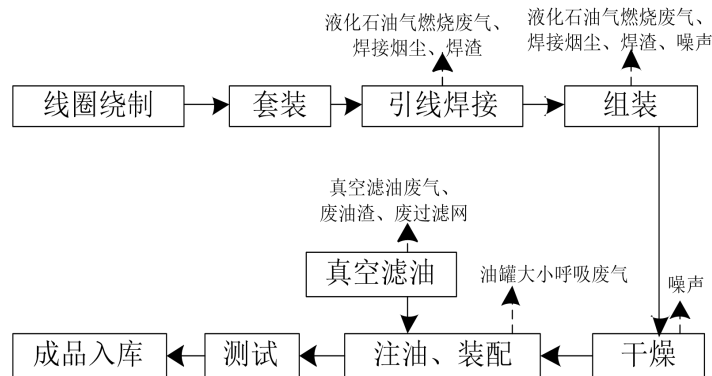 液化石油气燃烧废气、
焊接烟尘、焊渣
液化石油气燃烧废气、
焊接烟尘、焊渣、噪声
线圈绕制
套装
引线焊接
组装
真空滤油废气、
废油渣、废过滤网
真空滤油
油罐大小呼吸废气
噪声
成品入库
测试
注油、装配
干燥